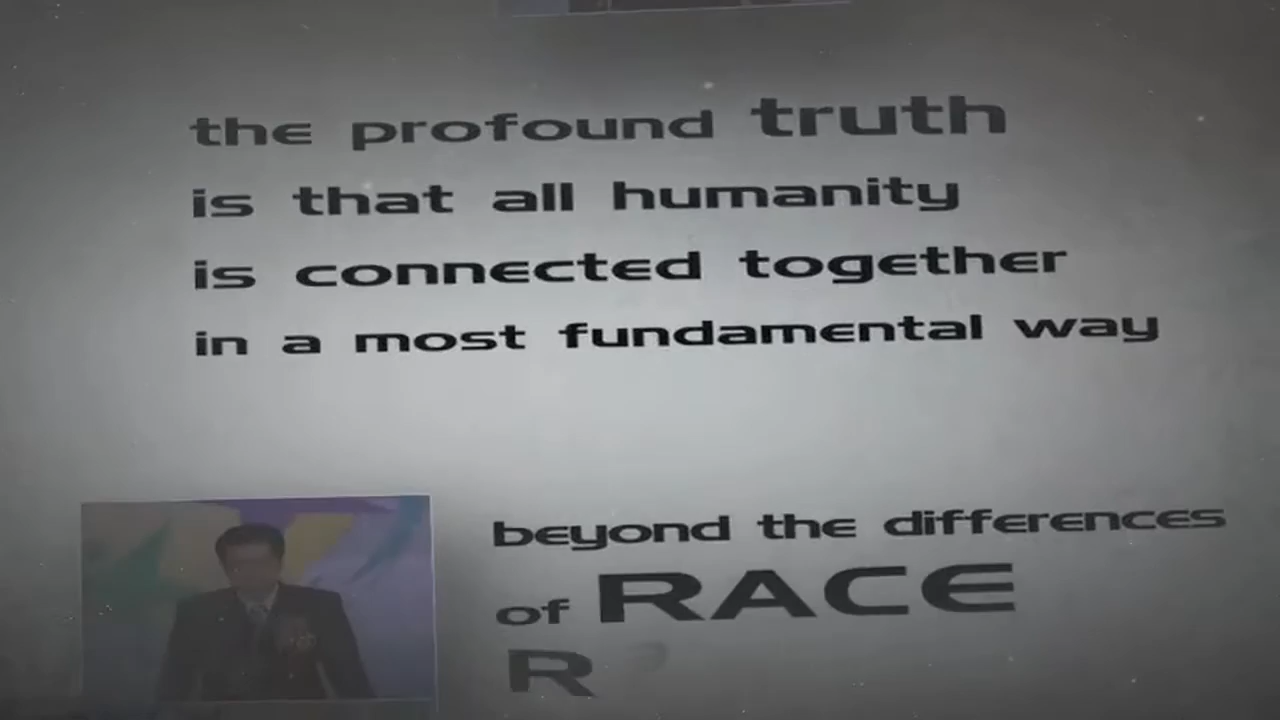 the profound truth
is that all humanity
is connected together
in a most fundamental way
beyond the differences
of RACE
R